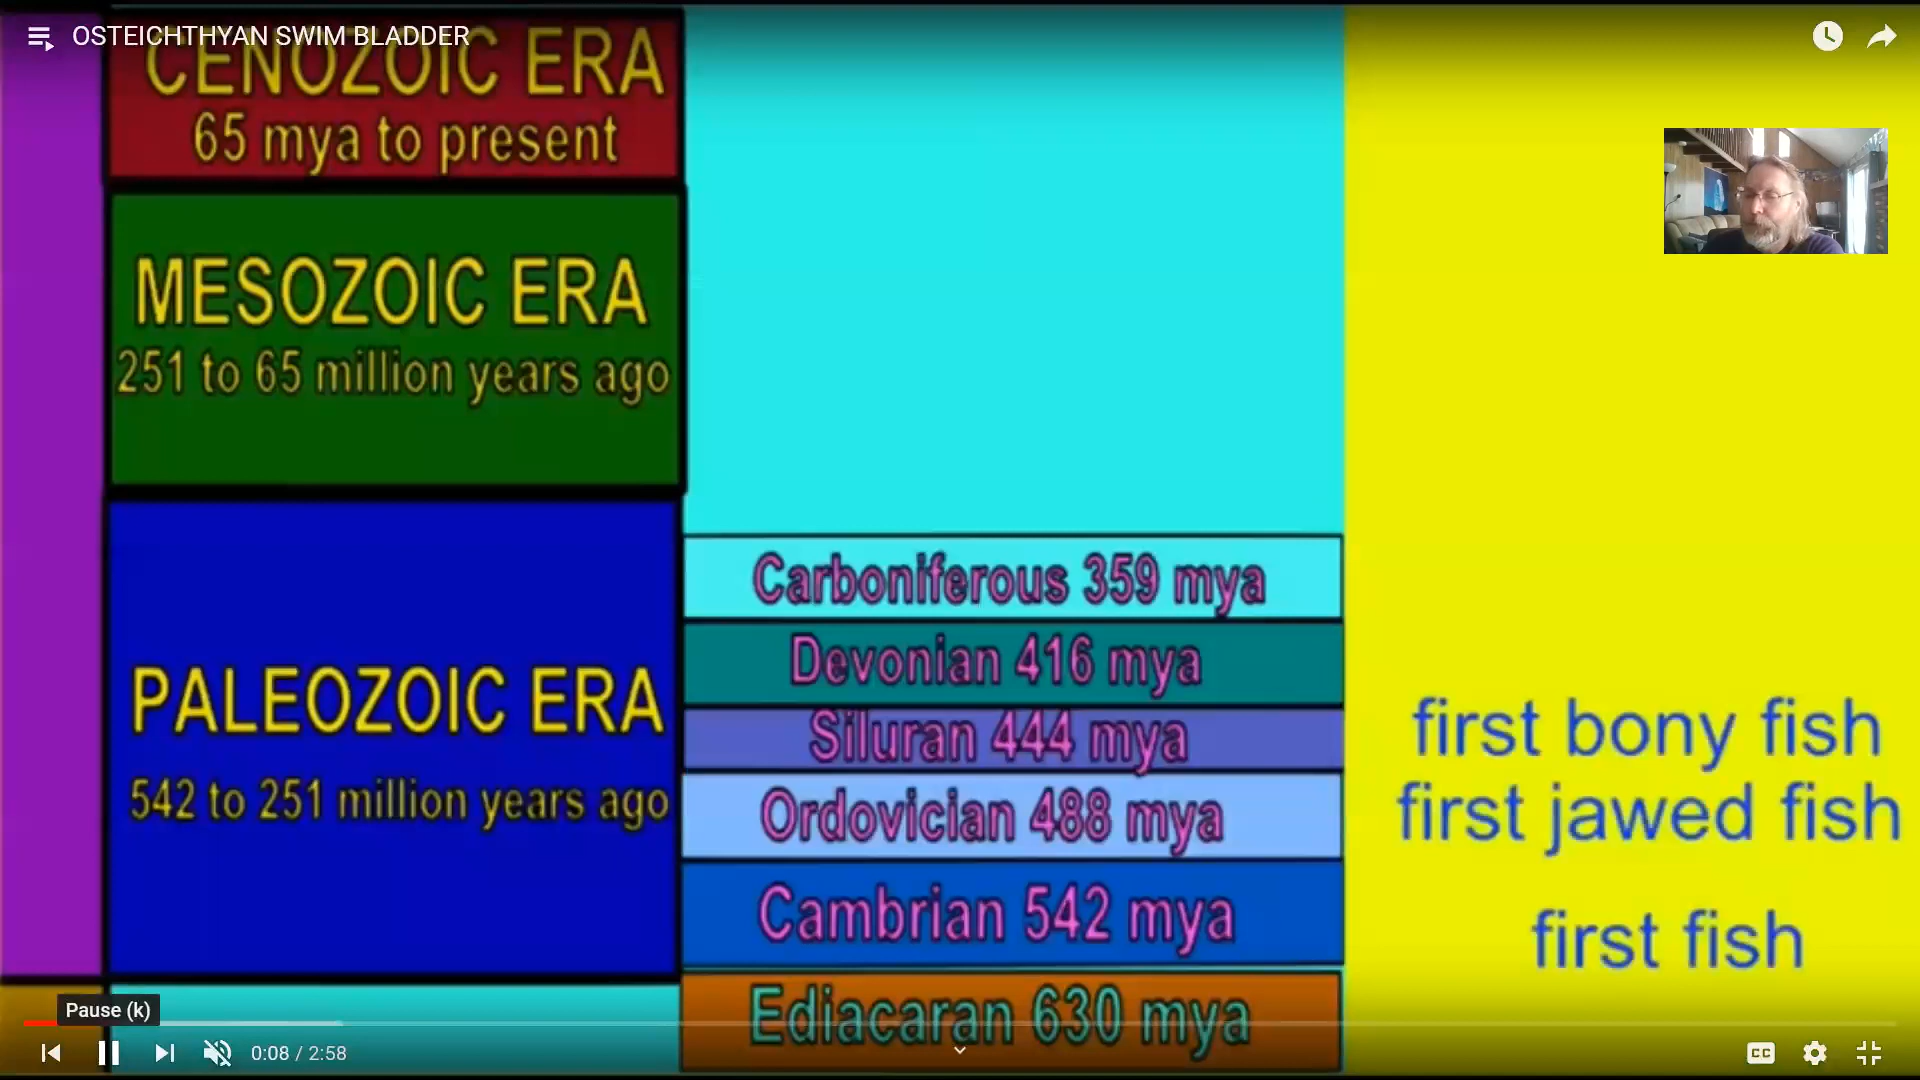 OSTEICHTHYAN SWIM BLADDER
CENOZOIC ERA
65 mya to present
MESOZOIC ERA
251 to 65 million years ago
PALEOZOIC ERA
542 to 251 million years ago
Carboniferous 359 mya
Devonian 416 mya
Siluran 444 mya
Ordovician 488 mya
Cambrian 542 mya
Ediacaran 630 mya
first bony fish
first jawed fish
first fish
Pause (k)
0:08 / 2:58
CC